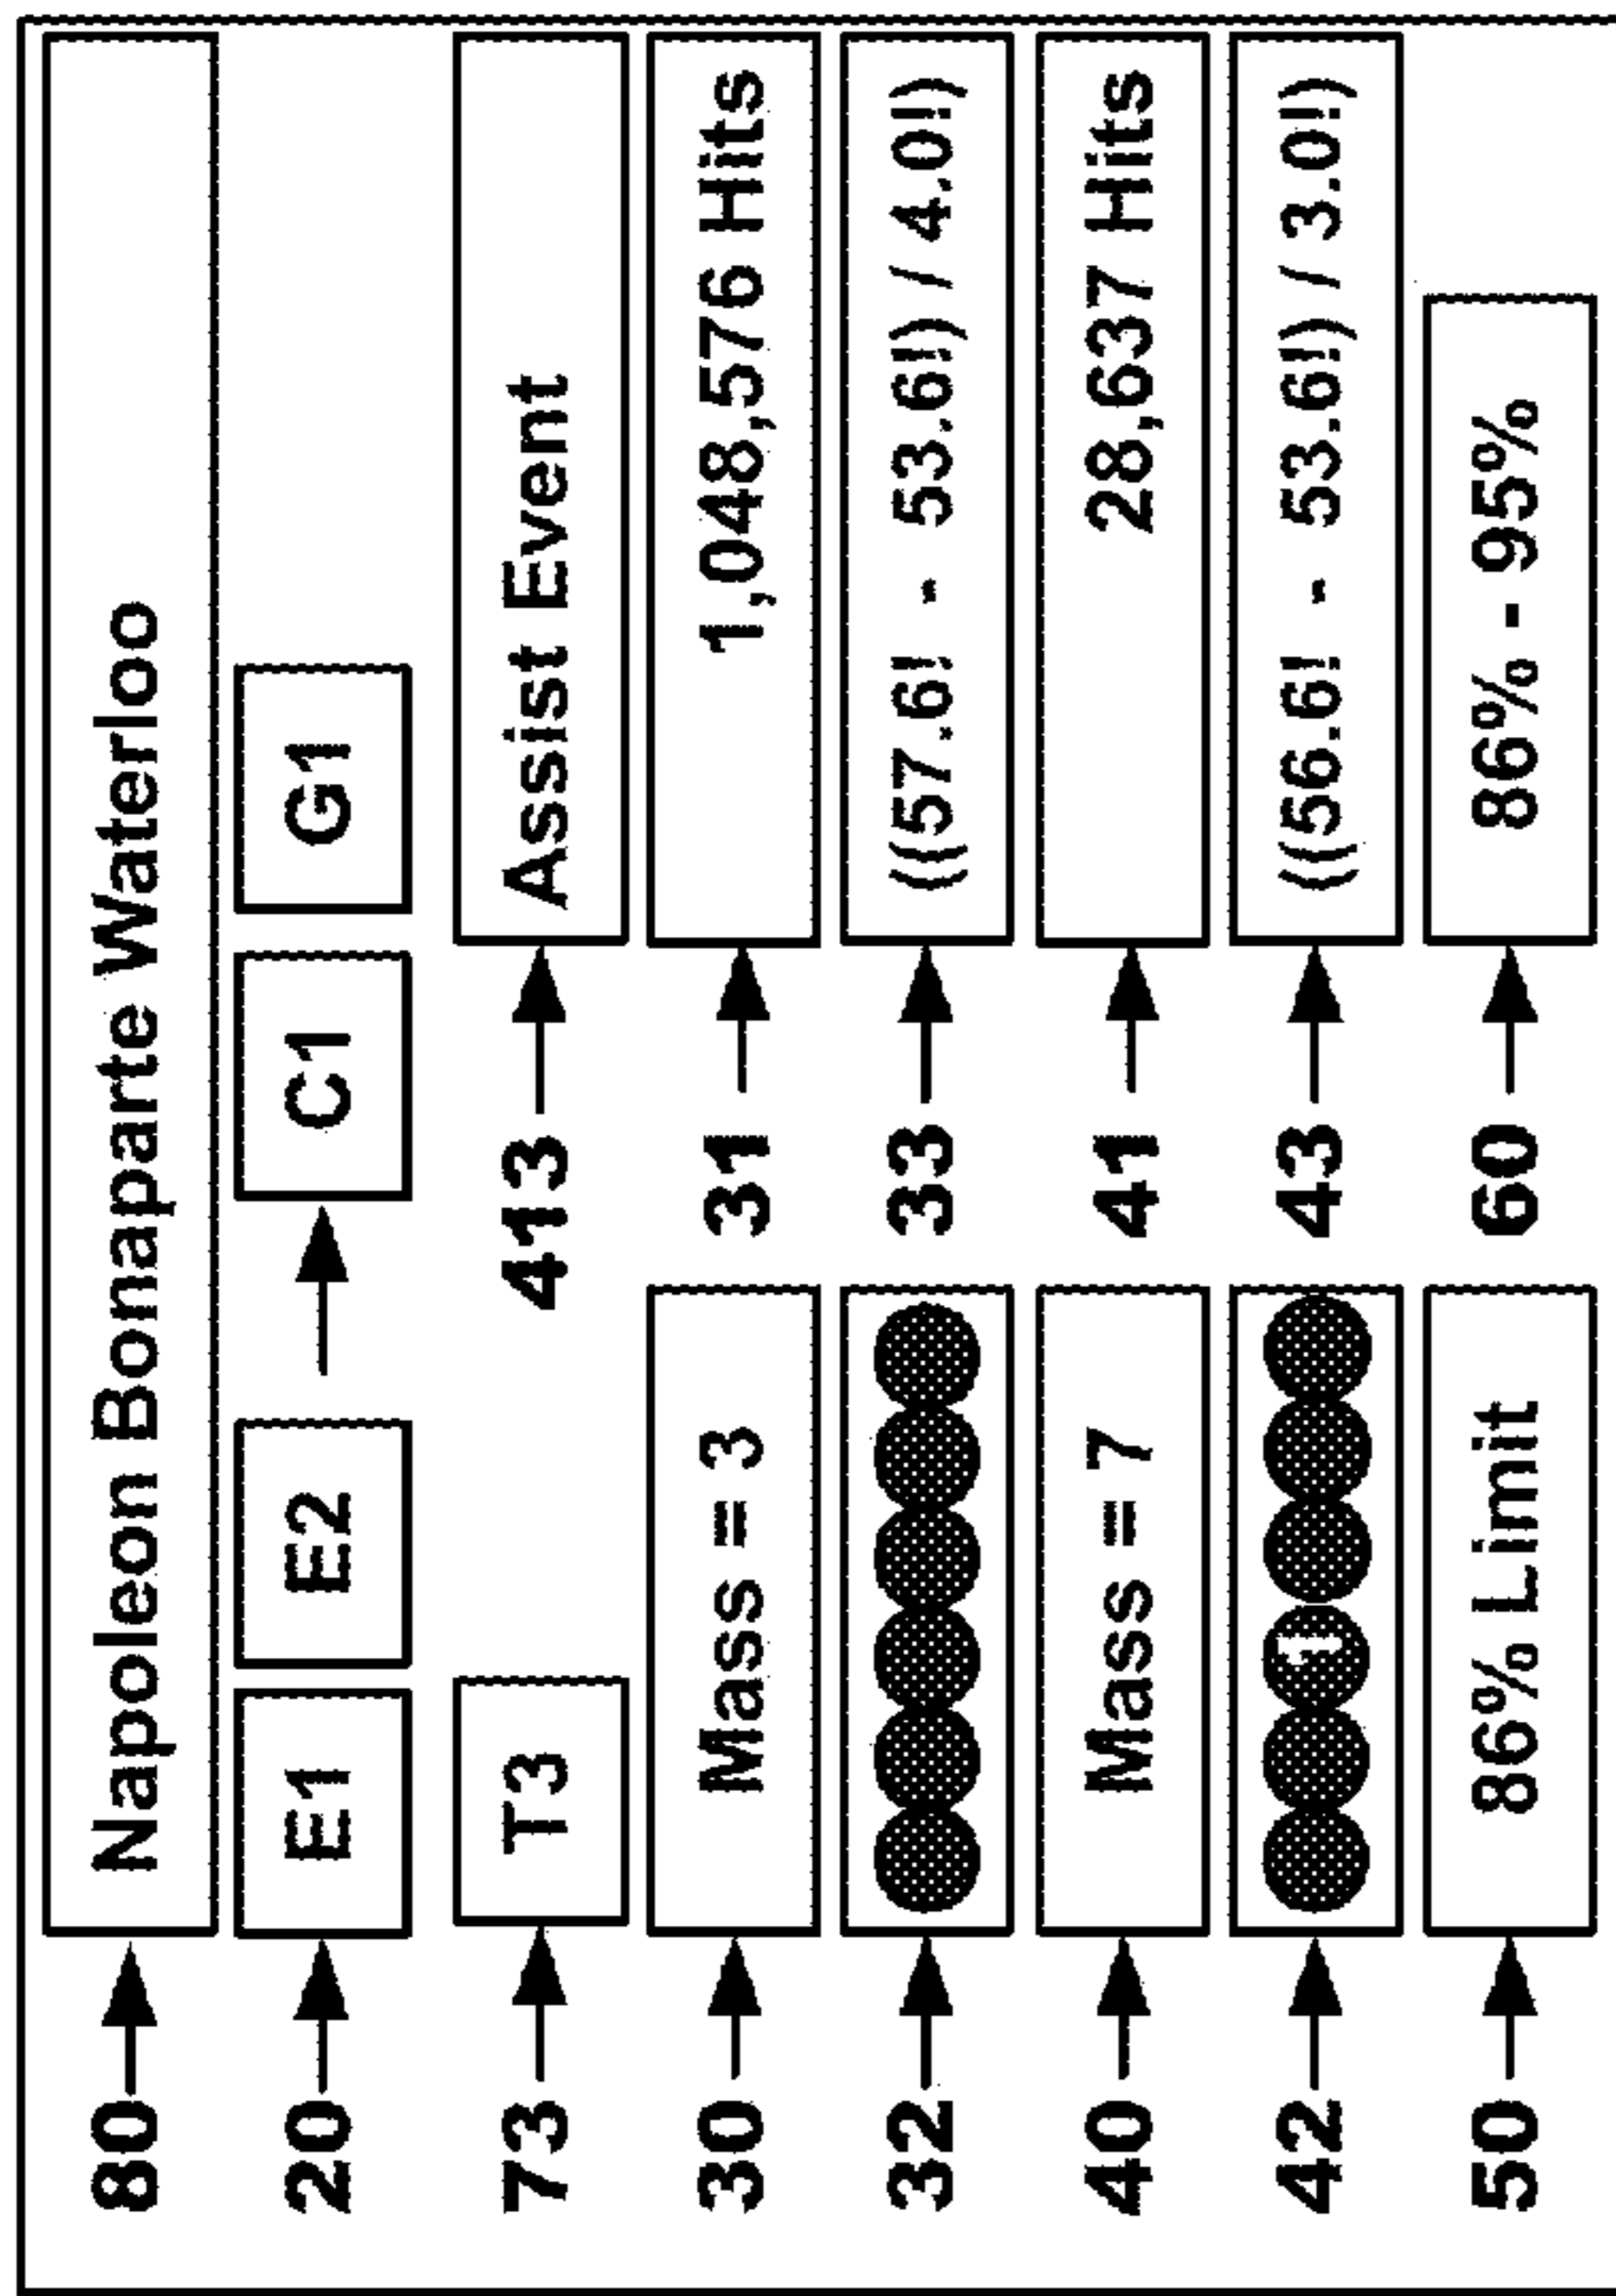 80 Napoleon Bonaparte Waterloo
20 E1 E2 C1 G1
73 T3 413 Assist Event
30 Mass = 3 31 1,048,576 Hits
32 33 ((57.6! - 53.6!) / 4.0!)
40 Mass = 7 41 28,637 Hits
42 1 43 ((56.6! - 53.6!) / 3.0!)
50 86% Limit 60 86% - 95%